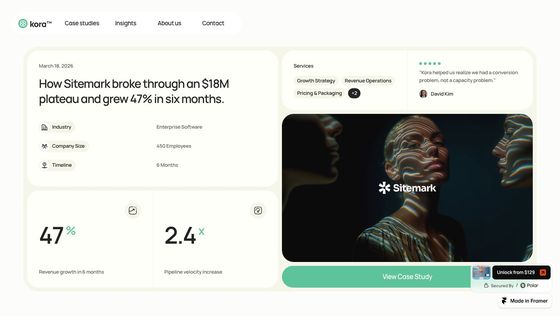 kora™
Case studies
Insights
About us
Contact
March 18, 2026
How Sitemark broke through an $18M
plateau and grew 47% in six months.
Industry
Enterprise Software
Company Size
450 Employees
Timeline
6 Months
47%
Revenue growth in 6 months
2.4x
Pipeline velocity increase
Services
Growth Strategy
Revenue Operations
Pricing & Packaging
+2
"Kora helped us realize we had a conversion
problem, not a capacity problem."
David Kim
Sitemark
View Case Study
Unlock from $129
Secured By / Polar
Made in Framer